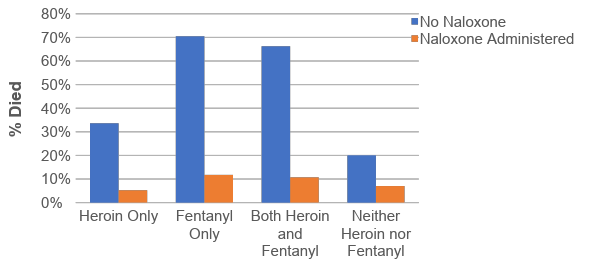 80%
70%
60%
50%
40%
30%
20%
10%
0%
% Died
No Naloxone
Naloxone Administered
Heroin Only
Fentanyl
Only
Both Heroin
and
Fentanyl
Neither
Heroin nor
Fentanyl